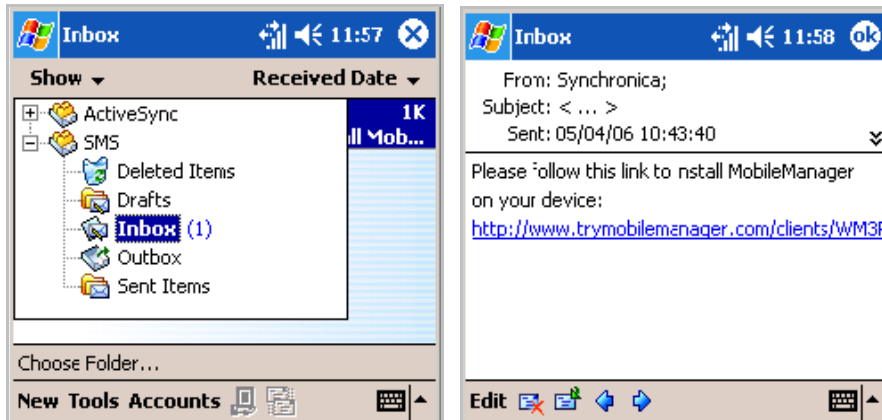 Inbox 11:57
Show Received Date
ActiveSync 1K
SMS ll Mob...
Deleted Items
Drafts
Inbox (1)
Outbox
Sent Items
Choose Folder...
New Tools Accounts
Inbox 11:58 ok
From: Synchronica;
Subject: < ... >
Sent: 05/04/06 10:43:40
Please follow this link to install MobileManager
on your device:
http://www.trymobilemanager.com/clients/WM3P
Edit